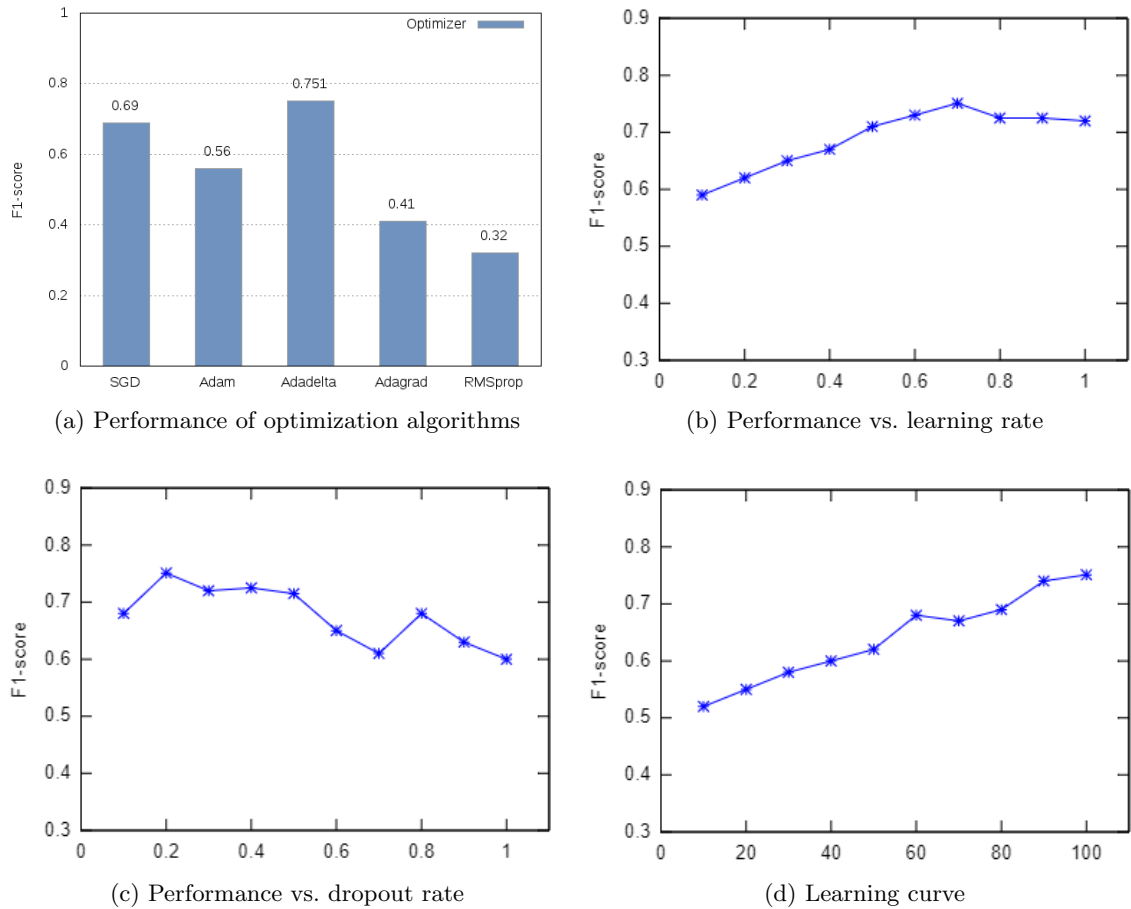 1
0.8
0.6
0.4
0.2
0
F1-score
Optimizer
0.69
0.56
0.751
0.41
0.32
SGD Adam Adadelta Adagrad RMSprop
(a) Performance of optimization algorithms
0.9
0.8
0.7
0.6
0.5
0.4
0.3
F1-score
0 0.2 0.4 0.6 0.8 1
(b) Performance vs. learning rate
0.9
0.8
0.7
0.6
0.5
0.4
0.3
F1-score
0 0.2 0.4 0.6 0.8 1
(c) Performance vs. dropout rate
0.9
0.8
0.7
0.6
0.5
0.4
0.3
F1-score
0 20 40 60 80 100
(d) Learning curve